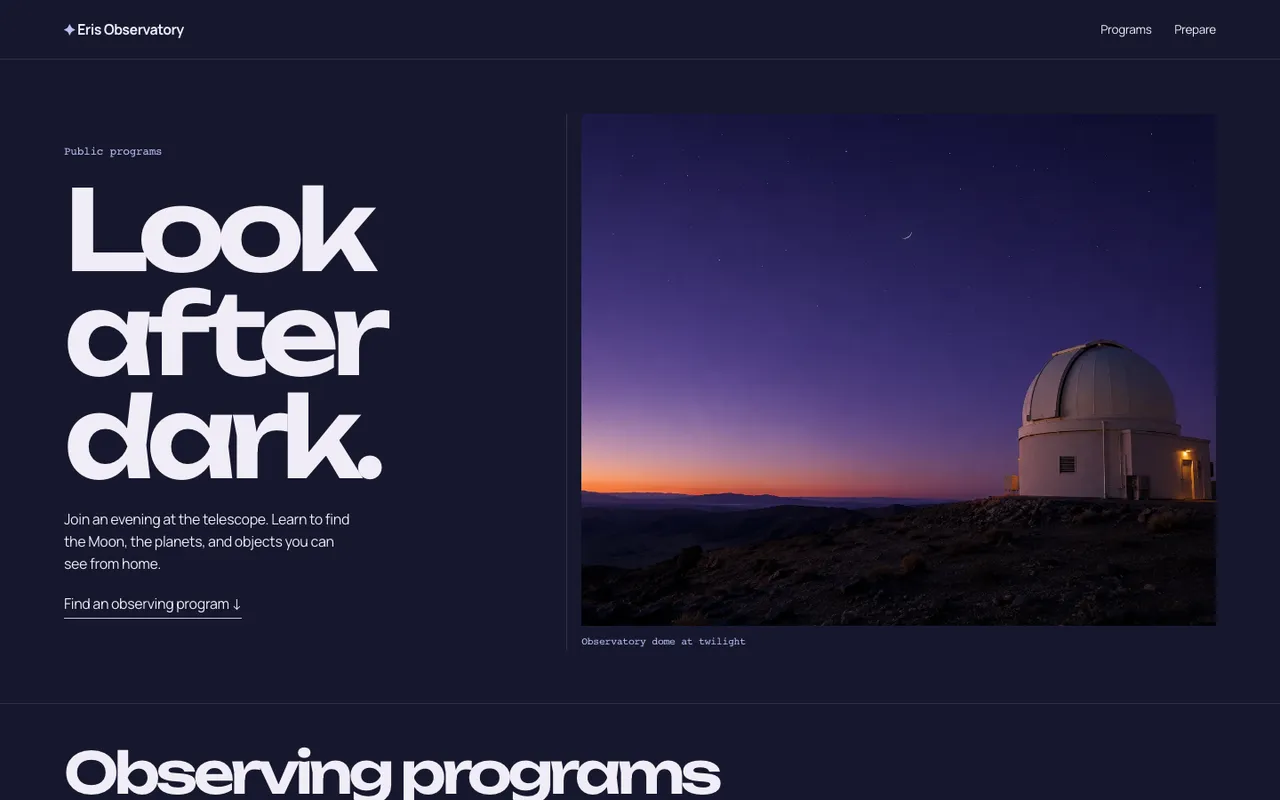 Eris Observatory
Programs
Prepare
Public programs
Look
after
dark.
Join an evening at the telescope. Learn to find
the Moon, the planets, and objects you can
see from home.
Find an observing program ↓
Observatory dome at twilight
Observing programs